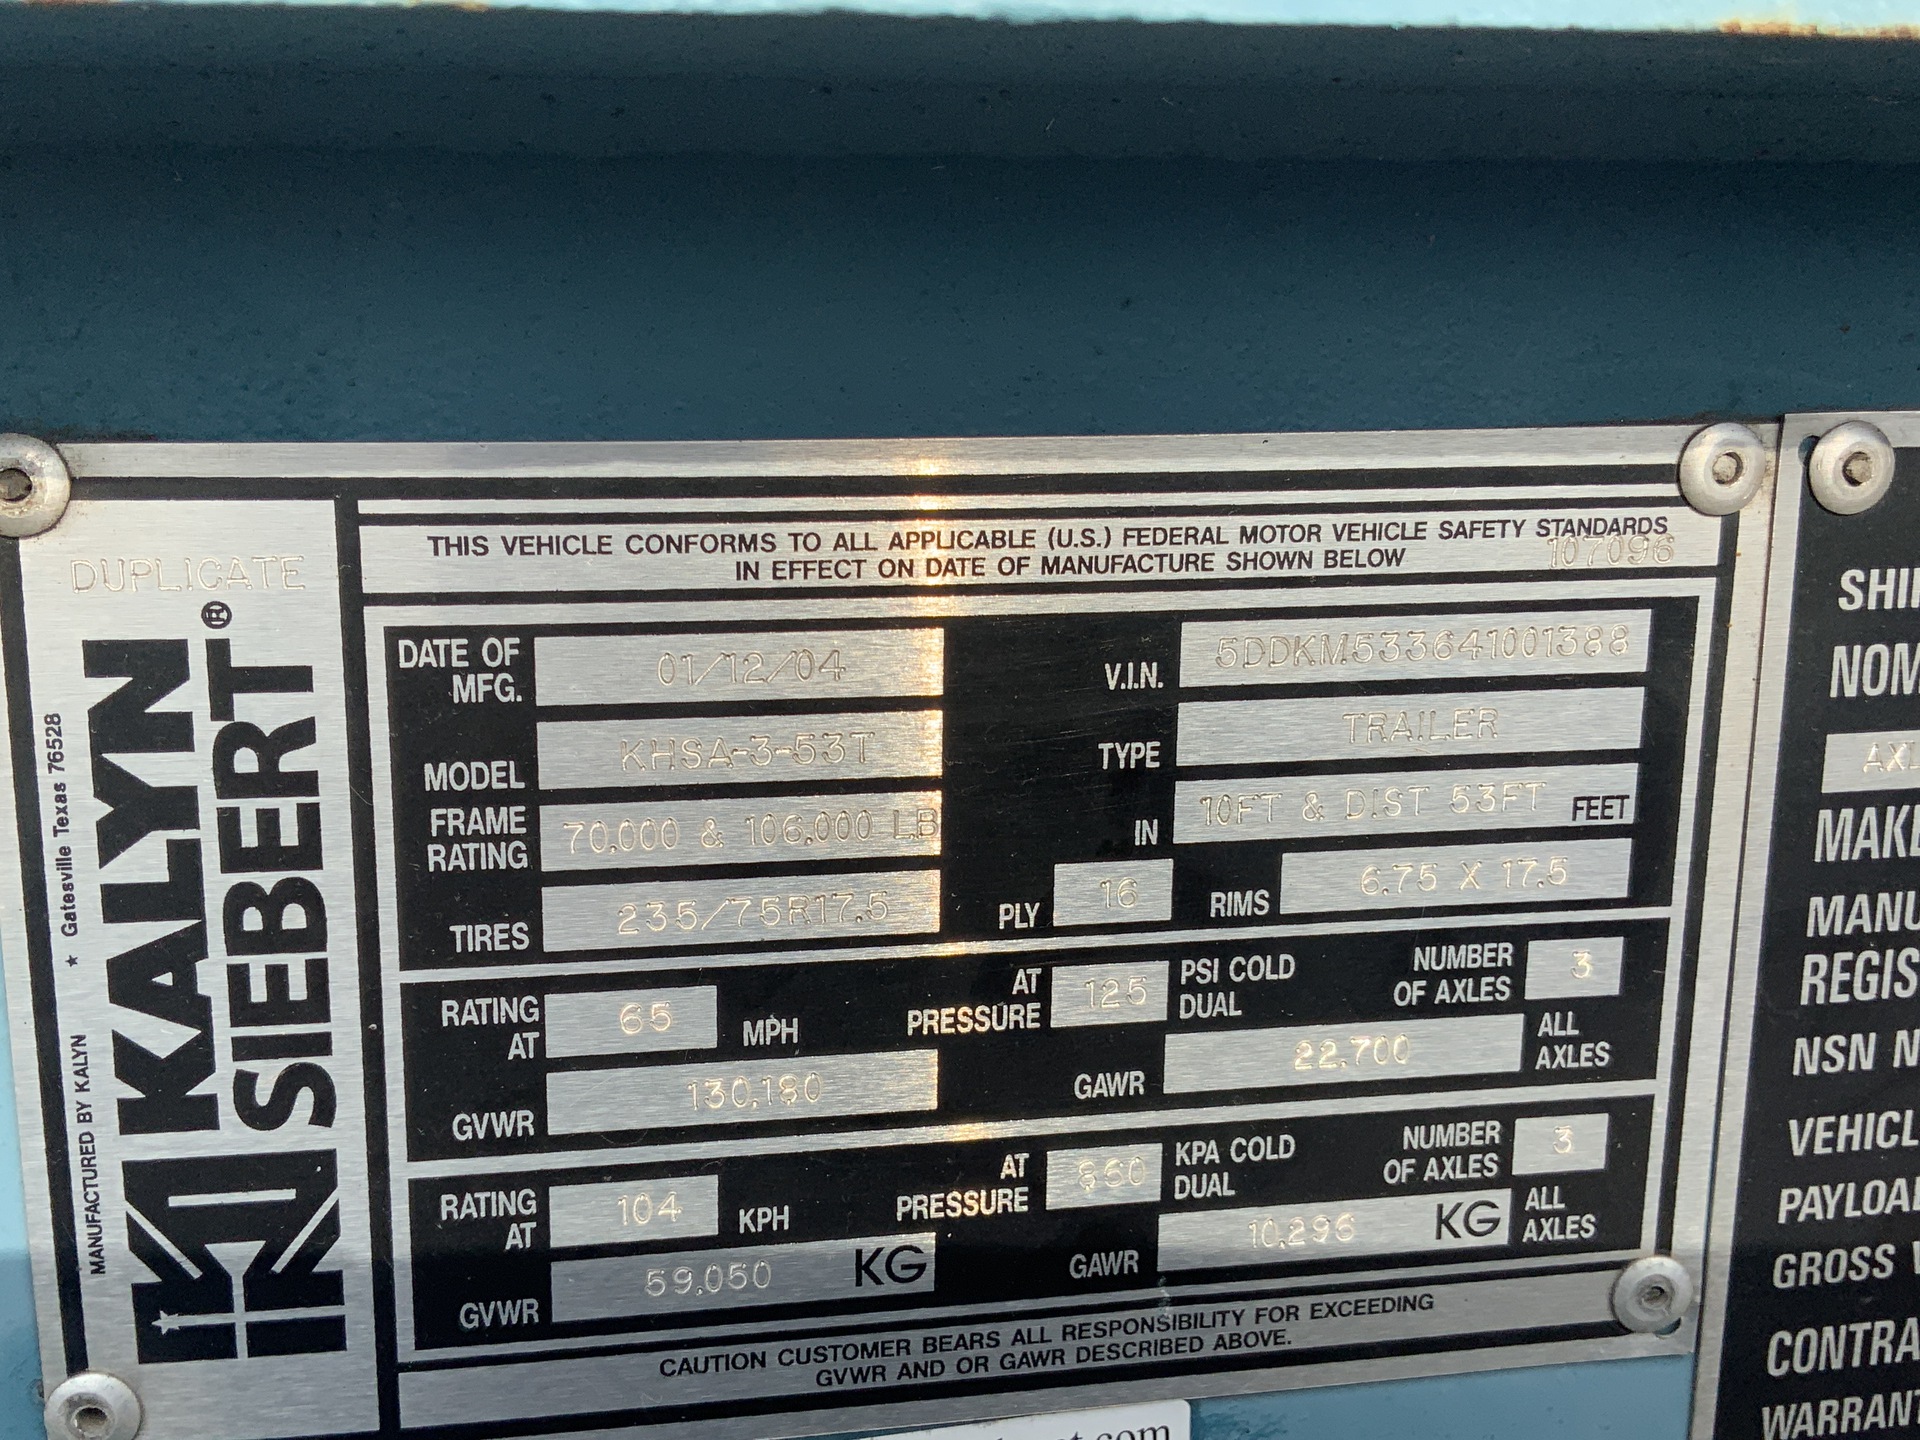 THIS VEHICLE CONFORMS TO ALL APPLICABLE (U.S.) FEDERAL MOTOR VEHICLE SAFETY STANDARDS
IN EFFECT ON DATE OF MANUFACTURE SHOWN BELOW 107096
DUPLICATE
KALYN
SIEBERT®
MANUFACTURED BY KALYN ★ Gatesville Texas 76528
DATE OF MFG. 01/12/04 V.I.N. 5DDKM533641001388
MODEL KHSA-3-53T TYPE TRAILER
FRAME RATING 70,000 & 106,000 LB IN 10FT & DIST 53FT FEET
TIRES 235/75R17.5 PLY 16 RIMS 6.75 X 17.5
RATING AT 65 MPH AT PRESSURE 125 PSI COLD DUAL NUMBER OF AXLES 3
GVWR 130,180 GAWR 22,700 ALL AXLES
RATING AT 104 KPH AT PRESSURE 860 KPA COLD DUAL NUMBER OF AXLES 3
GVWR 59,050 KG GAWR 10,296 KG ALL AXLES
CAUTION CUSTOMER BEARS ALL RESPONSIBILITY FOR EXCEEDING
GVWR AND OR GAWR DESCRIBED ABOVE.
SHI
NOM
AXL
MAKE
MANU
REGIS
NSN N
VEHICL
PAYLOA
GROSS
CONTRA
WARRANT
.com